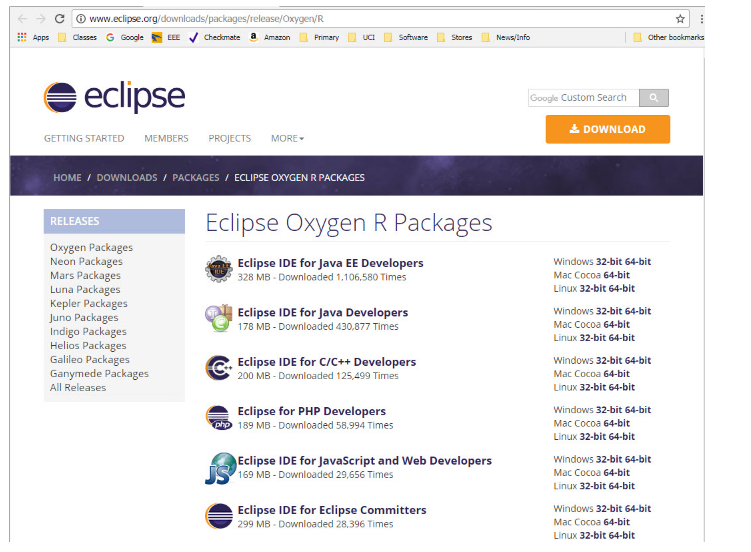 www.eclipse.org/downloads/packages/release/Oxygen/R
Apps Classes Google EEE Checkmate Amazon Primary UCI Software Stores News/Info Other bookmarks
eclipse
Google Custom Search
DOWNLOAD
GETTING STARTED MEMBERS PROJECTS MORE
HOME / DOWNLOADS / PACKAGES / ECLIPSE OXYGEN R PACKAGES
RELEASES
Oxygen Packages
Neon Packages
Mars Packages
Luna Packages
Kepler Packages
Juno Packages
Indigo Packages
Helios Packages
Galileo Packages
Ganymede Packages
All Releases
Eclipse Oxygen R Packages
Eclipse IDE for Java EE Developers
328 MB - Downloaded 1,106,580 Times
Windows 32-bit 64-bit
Mac Cocoa 64-bit
Linux 32-bit 64-bit
Eclipse IDE for Java Developers
178 MB - Downloaded 430,877 Times
Windows 32-bit 64-bit
Mac Cocoa 64-bit
Linux 32-bit 64-bit
C++
Eclipse IDE for C/C++ Developers
200 MB - Downloaded 125,499 Times
Windows 32-bit 64-bit
Mac Cocoa 64-bit
Linux 32-bit 64-bit
php
Eclipse for PHP Developers
189 MB - Downloaded 58,994 Times
Windows 32-bit 64-bit
Mac Cocoa 64-bit
Linux 32-bit 64-bit
JS
Eclipse IDE for JavaScript and Web Developers
169 MB - Downloaded 29,656 Times
Windows 32-bit 64-bit
Mac Cocoa 64-bit
Linux 32-bit 64-bit
Eclipse IDE for Eclipse Committers
299 MB - Downloaded 28,396 Times
Windows 32-bit 64-bit
Mac Cocoa 64-bit
Linux 32-bit 64-bit